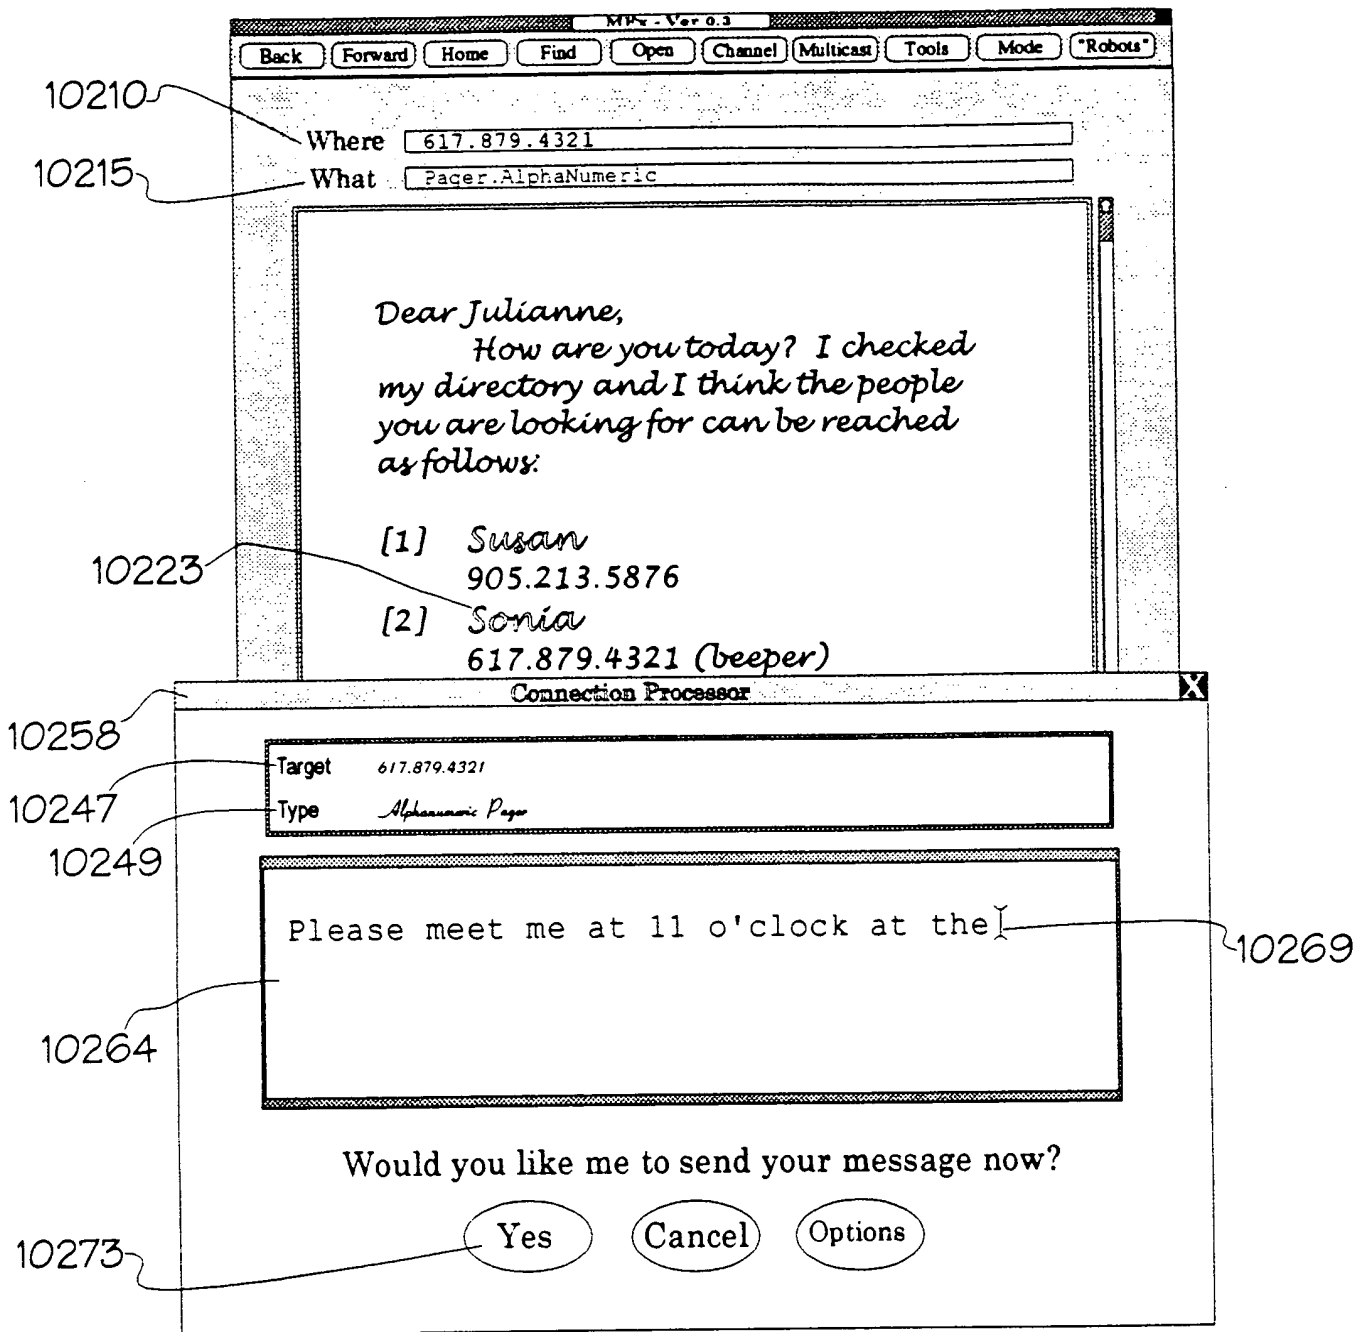 MPx - Ver 0.3
Back Forward Home Find Open Channel Multicast Tools Mode "Robots"
10210
Where 617.879.4321
10215
What Pager.AlphaNumeric
Dear Julianne,
How are you today? I checked
my directory and I think the people
you are looking for can be reached
as follows:
[1] Susan
10223
905.213.5876
[2] Sonia
617.879.4321 (beeper)
Connection Processor X
10258
Target 617.879.4321
10247
Type Alphanumeric Pager
10249
Please meet me at 11 o'clock at the
10269
10264
Would you like me to send your message now?
Yes Cancel Options
10273